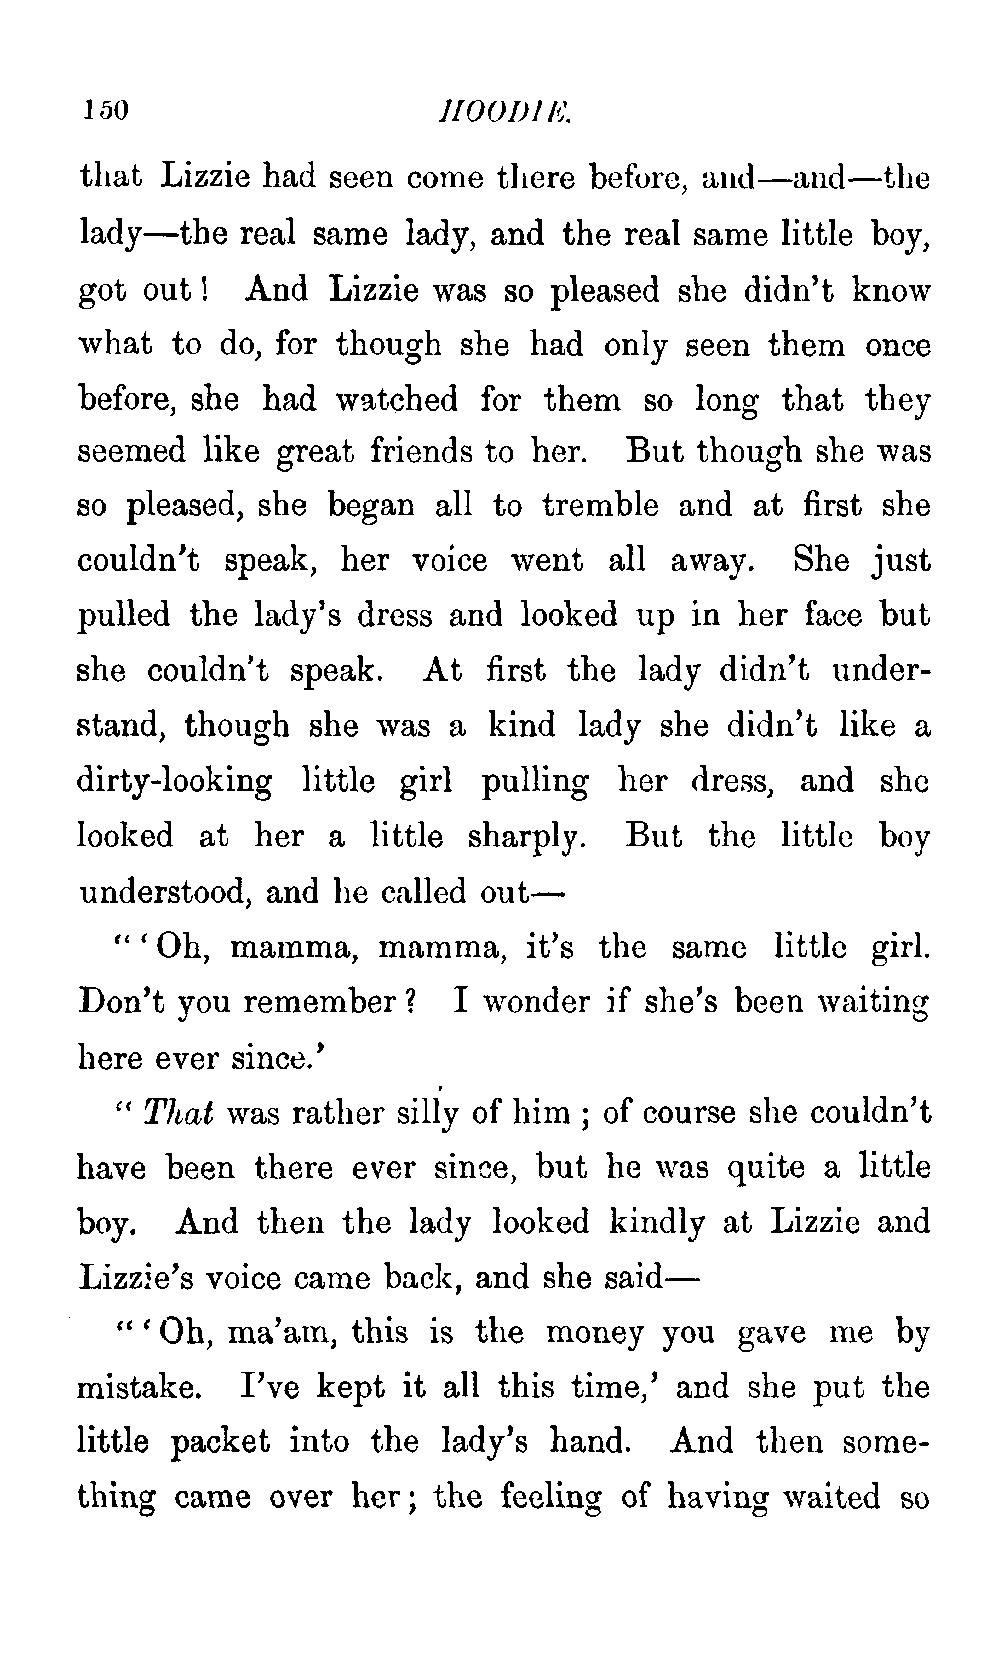 150 HOODIE.
that Lizzie had seen come there before, and—and—the
lady—the real same lady, and the real same little boy,
got out! And Lizzie was so pleased she didn't know
what to do, for though she had only seen them once
before, she had watched for them so long that they
seemed like great friends to her. But though she was
so pleased, she began all to tremble and at first she
couldn't speak, her voice went all away. She just
pulled the lady's dress and looked up in her face but
she couldn't speak. At first the lady didn't under-
stand, though she was a kind lady she didn't like a
dirty-looking little girl pulling her dress, and she
looked at her a little sharply. But the little boy
understood, and he called out—
"'Oh, mamma, mamma, it's the same little girl.
Don't you remember? I wonder if she's been waiting
here ever since.'
"That was rather silly of him; of course she couldn't
have been there ever since, but he was quite a little
boy. And then the lady looked kindly at Lizzie and
Lizzie's voice came back, and she said—
"'Oh, ma'am, this is the money you gave me by
mistake. I've kept it all this time,' and she put the
little packet into the lady's hand. And then some-
thing came over her; the feeling of having waited so